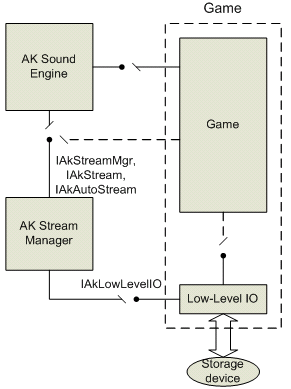 Game
AK Sound
Engine
Game
IAkStreamMgr,
IAkStream,
IAkAutoStream
AK Stream
Manager
IAkLowLevelIO
Low-Level IO
Storage
device